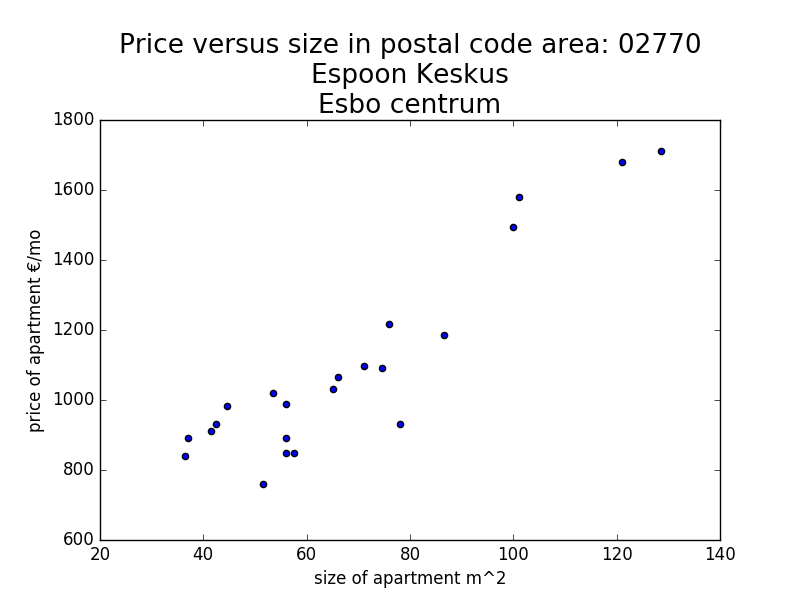 Price versus size in postal code area: 02770
Espoon Keskus
Esbo centrum
1800
1600
1400
1200
1000
800
600
price of apartment €/mo
20 40 60 80 100 120 140
size of apartment m^2